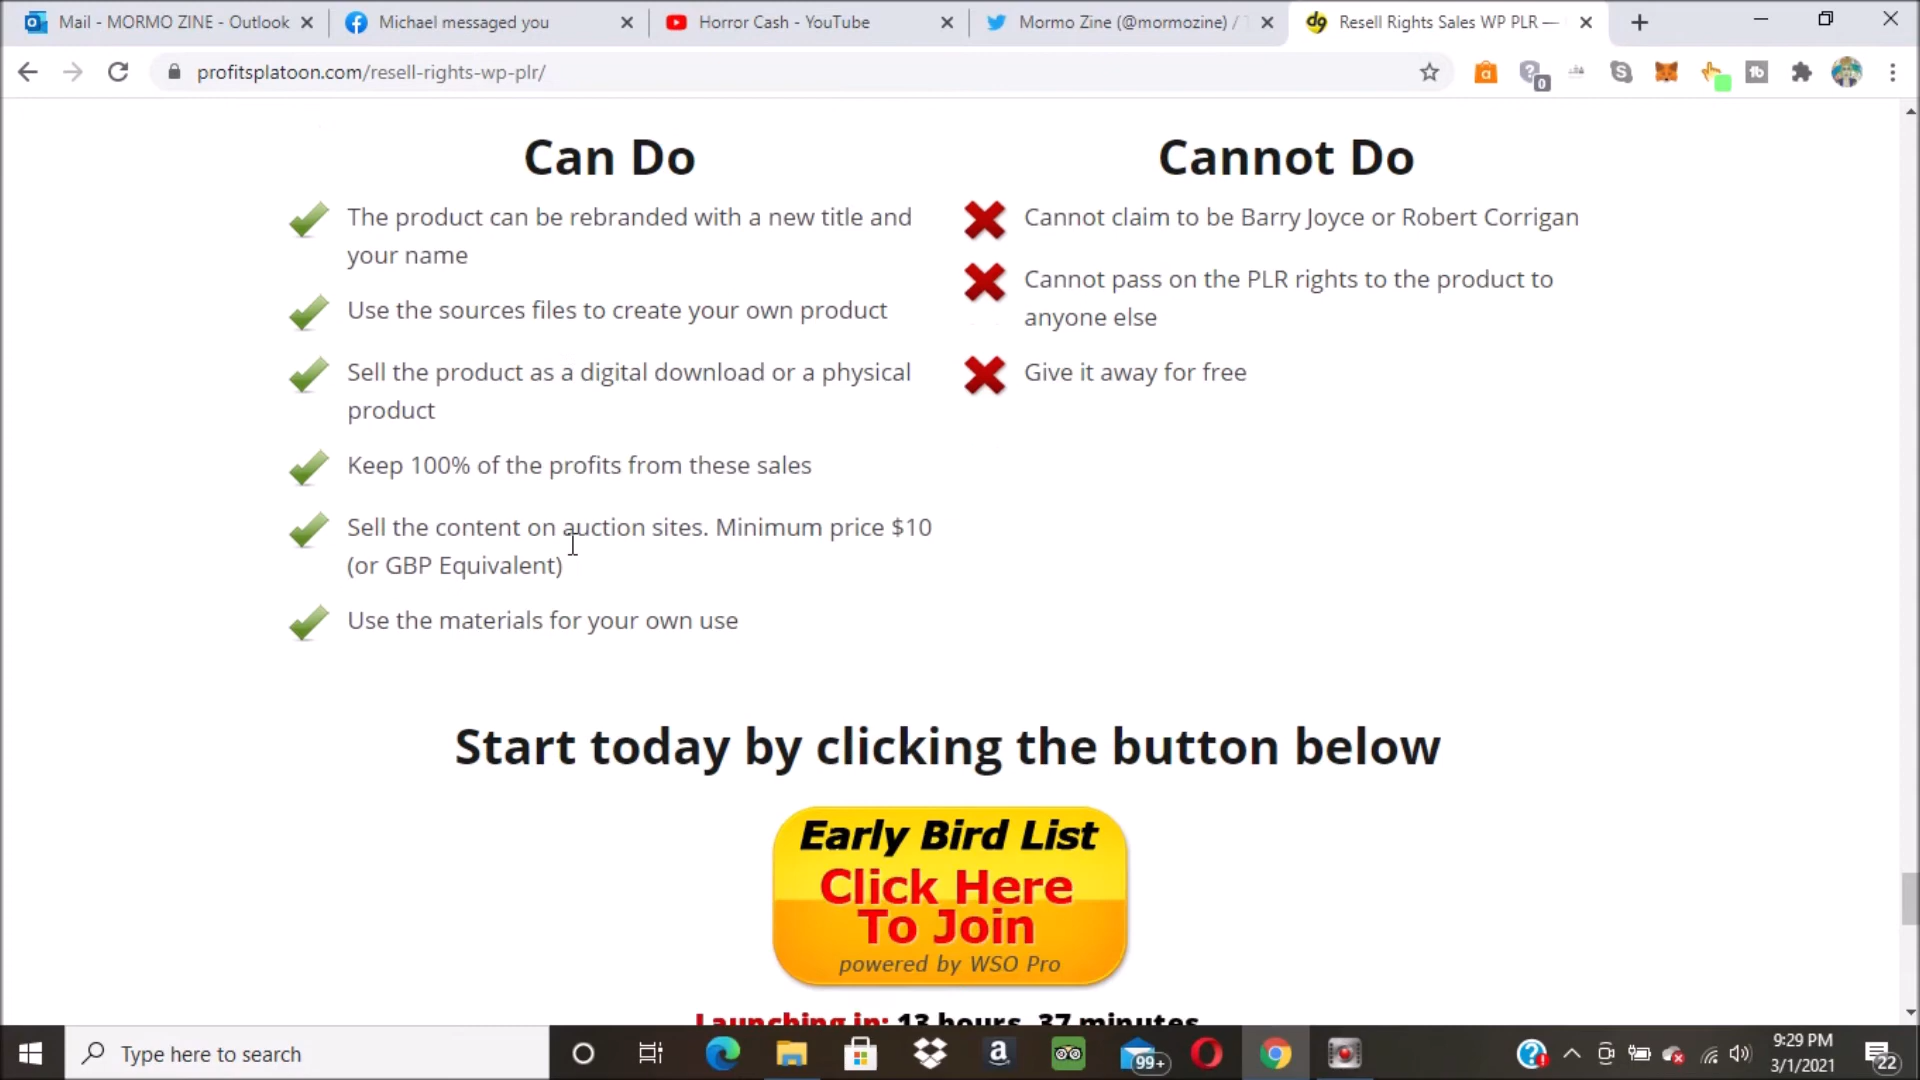 Mail - MORMO ZINE - Outlook
Michael messaged you
Horror Cash - YouTube
Mormo Zine (@mormozine) /
Resell Rights Sales WP PLR —
profitsplatoon.com/resell-rights-wp-plr/
0
Can Do
The product can be rebranded with a new title and
your name
Use the sources files to create your own product
Sell the product as a digital download or a physical
product
Keep 100% of the profits from these sales
Sell the content on auction sites. Minimum price $10
(or GBP Equivalent)
Use the materials for your own use
Cannot Do
Cannot claim to be Barry Joyce or Robert Corrigan
Cannot pass on the PLR rights to the product to
anyone else
Give it away for free
Start today by clicking the button below
Early Bird List
Click Here
To Join
powered by WSO Pro
Launching in: 13 hours, 37 minutes
Type here to search
99+
9:29 PM
3/1/2021
22